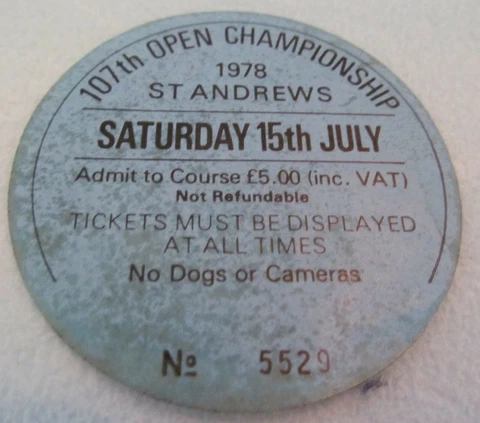 107th OPEN CHAMPIONSHIP
1978
ST ANDREWS
SATURDAY 15th JULY
Admit to Course £5.00 (inc. VAT)
Not Refundable
TICKETS MUST BE DISPLAYED
AT ALL TIMES
No Dogs or Cameras
Nº 5529